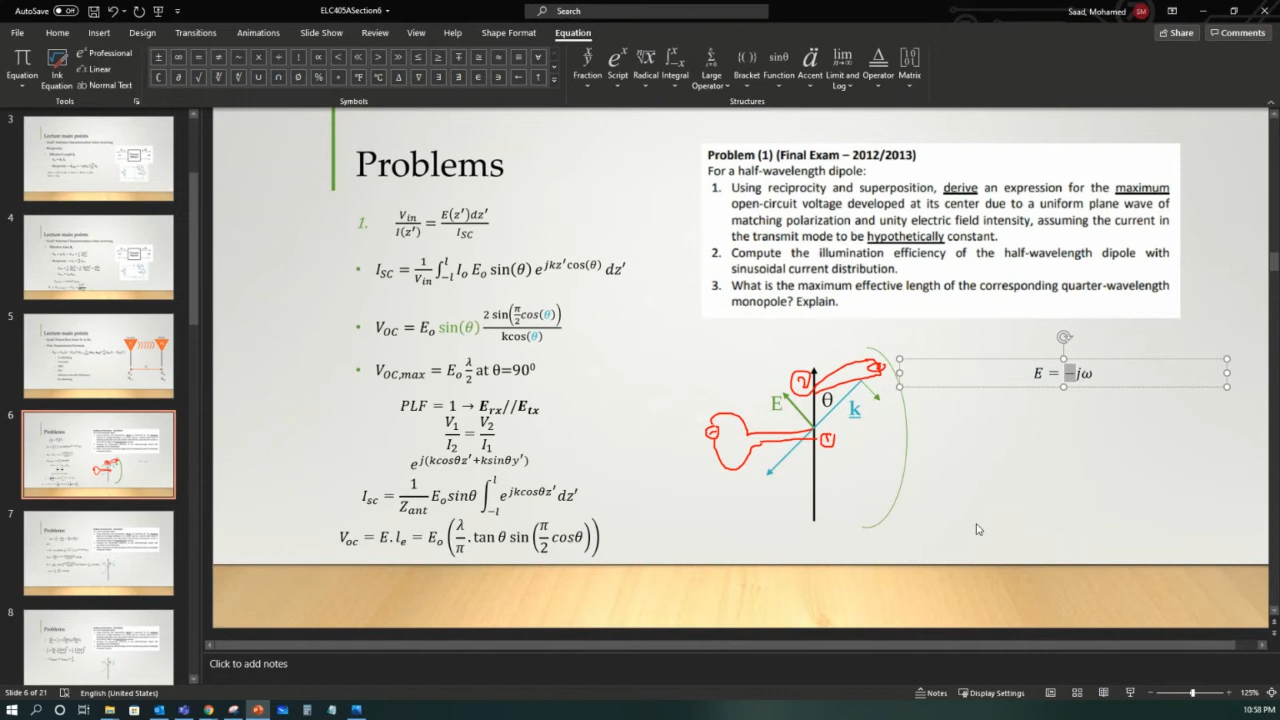 AutoSave Off
ELC405ASection6
Search
Saad, Mohamed SM
File Home Insert Draw Design Transitions Animations Slide Show Review View Help Shape Format Equation
Share Comments
Equation
Ink Equation
Professional
Linear
abc Normal Text
Tools
± ∞ = ≠ ~ × ÷ ! ∝ < ≪ > ≫ ≤ ≥ ∓ ≅ ≈ ≡ ∀
Symbols
Fraction Script Radical Integral Large Operator Bracket Function Accent Limit and Log Operator Matrix
Structures
3
4
5
6
7
8
Problems
1. V_in/I(z′) = E(z′)dz′/I_SC
• I_SC = 1/V_in ∫_{-l}^{l} I_o E_o sin(θ) e^{jkz′cos(θ)} dz′
• V_OC = E_o sin(θ) 2 sin(π/2 cos(θ))/kcos(θ)
• V_OC,max = E_o λ/2 at θ=90⁰
PLF = 1 → E_rx//E_tx
V_1/I_2 = V_2/I_1
e^{j(kcosθz′+ksinθy′)}
I_sc = 1/Z_ant E_o sinθ ∫_{-l}^{l} e^{jkcosθz′} dz′
V_oc = E.l_e = E_o (λ/π . tan θ sin (π/2 cosθ))
Problem (1) (Final Exam – 2012/2013)
For a half-wavelength dipole:
1. Using reciprocity and superposition, derive an expression for the maximum
open-circuit voltage developed at its center due to a uniform plane wave of
matching polarization and unity electric field intensity, assuming the current in
the transmit mode to be hypothetically constant.
2. Compute the illumination efficiency of the half-wavelength dipole with
sinusoidal current distribution.
3. What is the maximum effective length of the corresponding quarter-wavelength
monopole? Explain.
E
θ
k
E = −jω
Click to add notes
Slide 6 of 21 English (United States)
Notes Display Settings 125%
10:58 PM